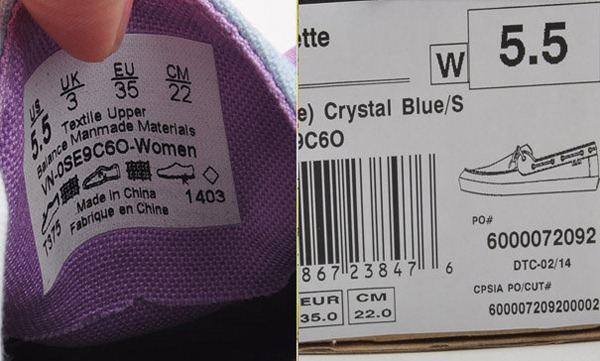 US UK EU CM
5.5 3 35 22
Textile Upper
Balance Manmade Materials
VN-0SE9C6O-Women
Made in China
Fabrique en Chine
T375
1403
ette
W 5.5
e) Crystal Blue/S
9C6O
867 23847 6
PO#
6000072092
DTC-02/14
CPSIA PO/CUT#
600007209200002
EUR CM
35.0 22.0